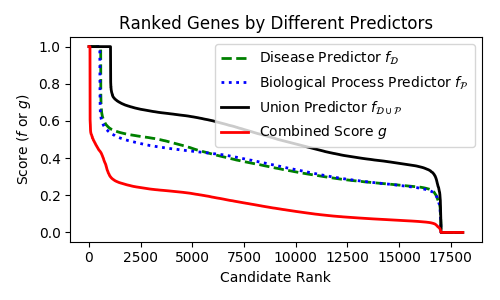 Ranked Genes by Different Predictors
Score (f or g)
1.0
0.8
0.6
0.4
0.2
0.0
Disease Predictor f_𝒟
Biological Process Predictor f_𝒫
Union Predictor f_𝒟∪𝒫
Combined Score g
0 2500 5000 7500 10000 12500 15000 17500
Candidate Rank